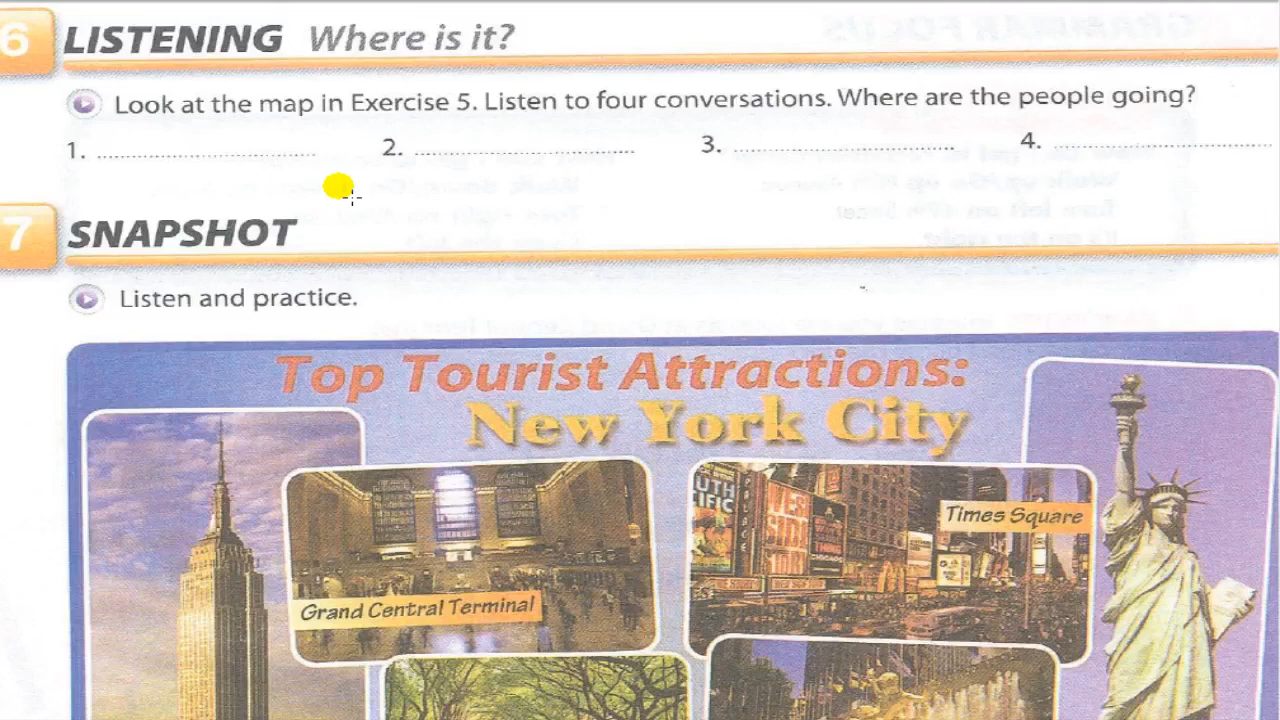 6 LISTENING Where is it?
Look at the map in Exercise 5. Listen to four conversations. Where are the people going?
1. 2. 3. 4.
7 SNAPSHOT
Listen and practice.
Top Tourist Attractions:
New York City
Times Square
Grand Central Terminal